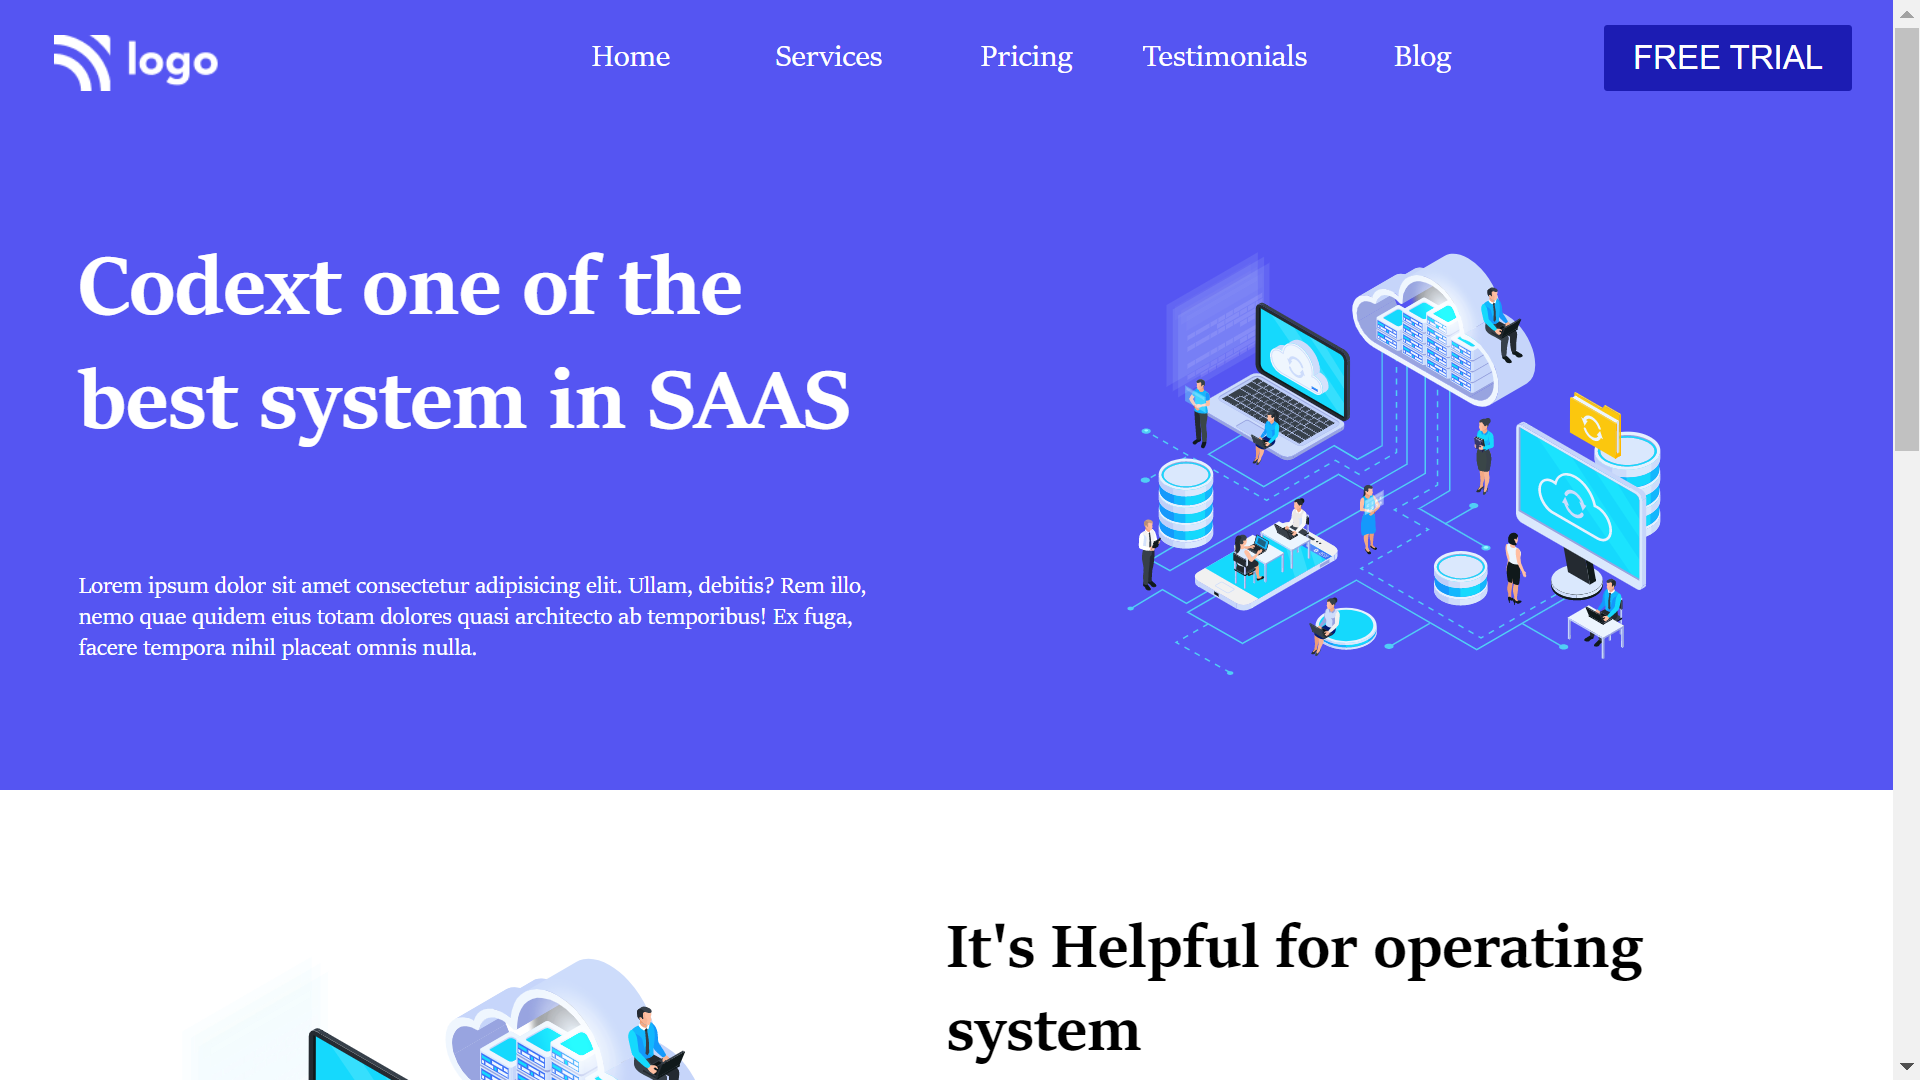 logo
Home
Services
Pricing
Testimonials
Blog
FREE TRIAL
Codext one of the
best system in SAAS
Lorem ipsum dolor sit amet consectetur adipisicing elit. Ullam, debitis? Rem illo,
nemo quae quidem eius totam dolores quasi architecto ab temporibus! Ex fuga,
facere tempora nihil placeat omnis nulla.
It's Helpful for operating
system